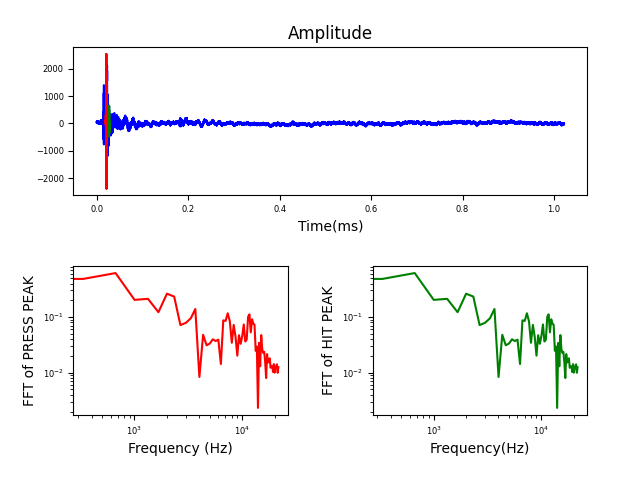 Amplitude
2000
1000
0
−1000
−2000
0.0 0.2 0.4 0.6 0.8 1.0
Time(ms)
FFT of PRESS PEAK
10⁻¹
10⁻²
10³ 10⁴
Frequency (Hz)
FFT of HIT PEAK
10⁻¹
10⁻²
10³ 10⁴
Frequency(Hz)